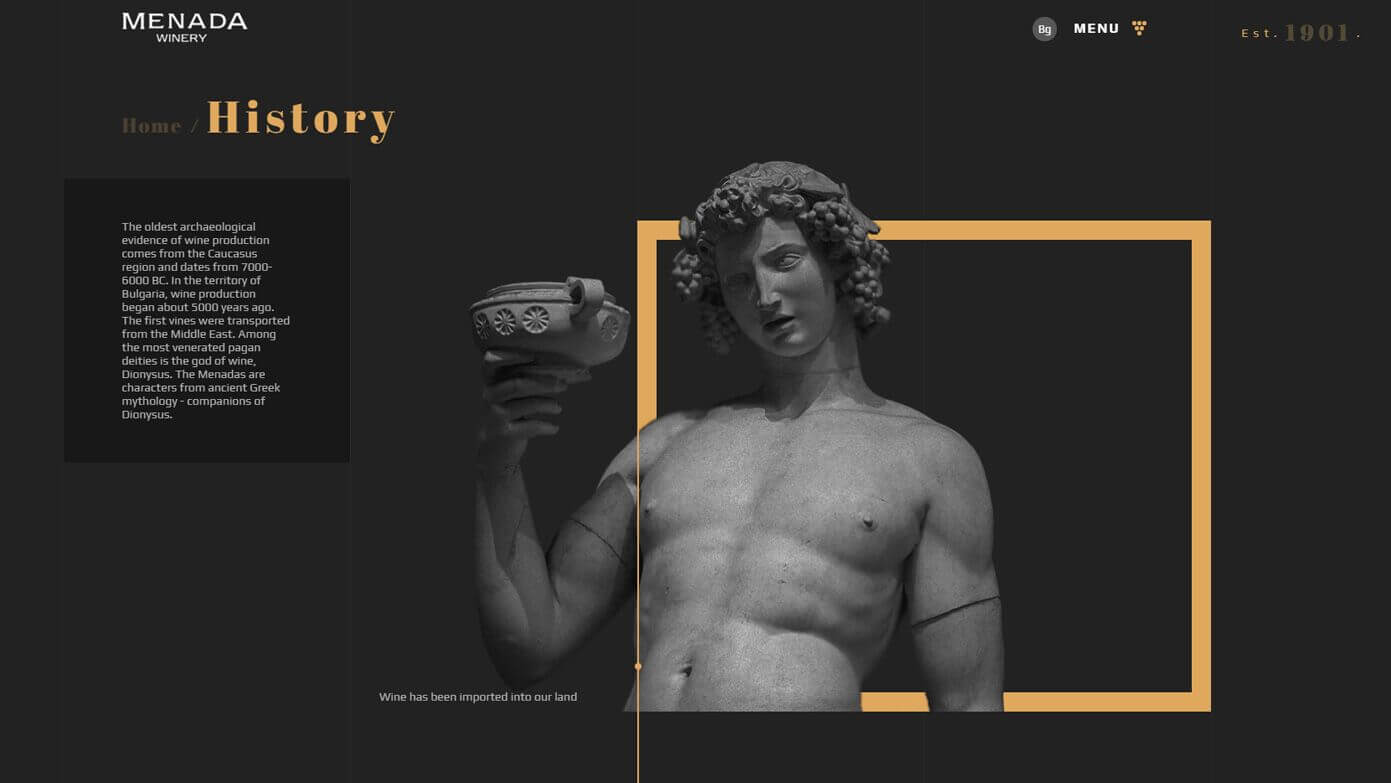 MENADA
WINERY
Bg MENU
Est. 1901.
Home / History
The oldest archaeological
evidence of wine production
comes from the Caucasus
region and dates from 7000-
6000 BC. In the territory of
Bulgaria, wine production
began about 5000 years ago.
The first vines were transported
from the Middle East. Among
the most venerated pagan
deities is the god of wine,
Dionysus. The Menadas are
characters from ancient Greek
mythology - companions of
Dionysus.
Wine has been imported into our land